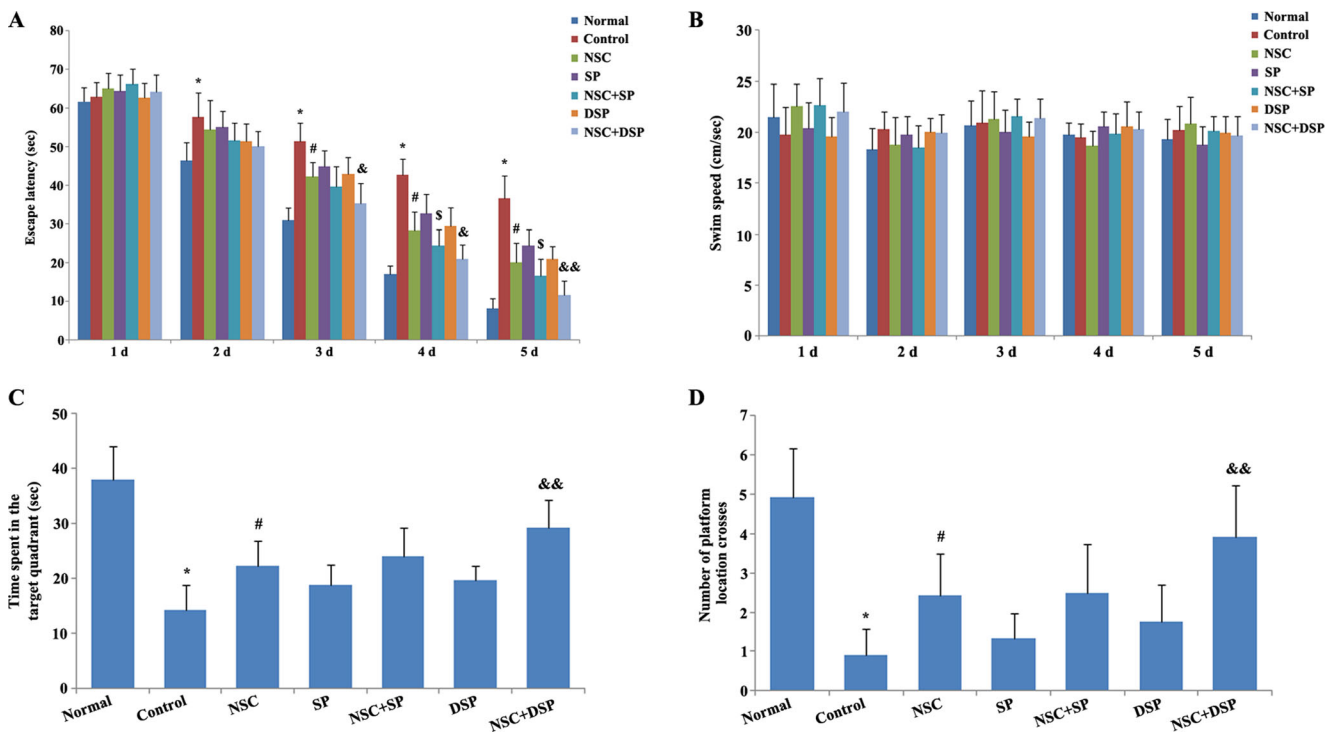 A
Normal
Control
NSC
SP
NSC+SP
DSP
NSC+DSP
Escape latency (sec)
80
70
60
50
40
30
20
10
0
*
*
#
&
*
#
$
&
*
#
$
&&
1 d
2 d
3 d
4 d
5 d
B
Normal
Control
NSC
SP
NSC+SP
DSP
NSC+DSP
Swim speed (cm/sec)
30
25
20
15
10
5
0
1 d
2 d
3 d
4 d
5 d
C
Time spent in the
target quadrant (sec)
50
40
30
20
10
0
*
#
&&
Normal
Control
NSC
SP
NSC+SP
DSP
NSC+DSP
D
Number of platform
location crosses
7
6
5
4
3
2
1
0
*
#
&&
Normal
Control
NSC
SP
NSC+SP
DSP
NSC+DSP